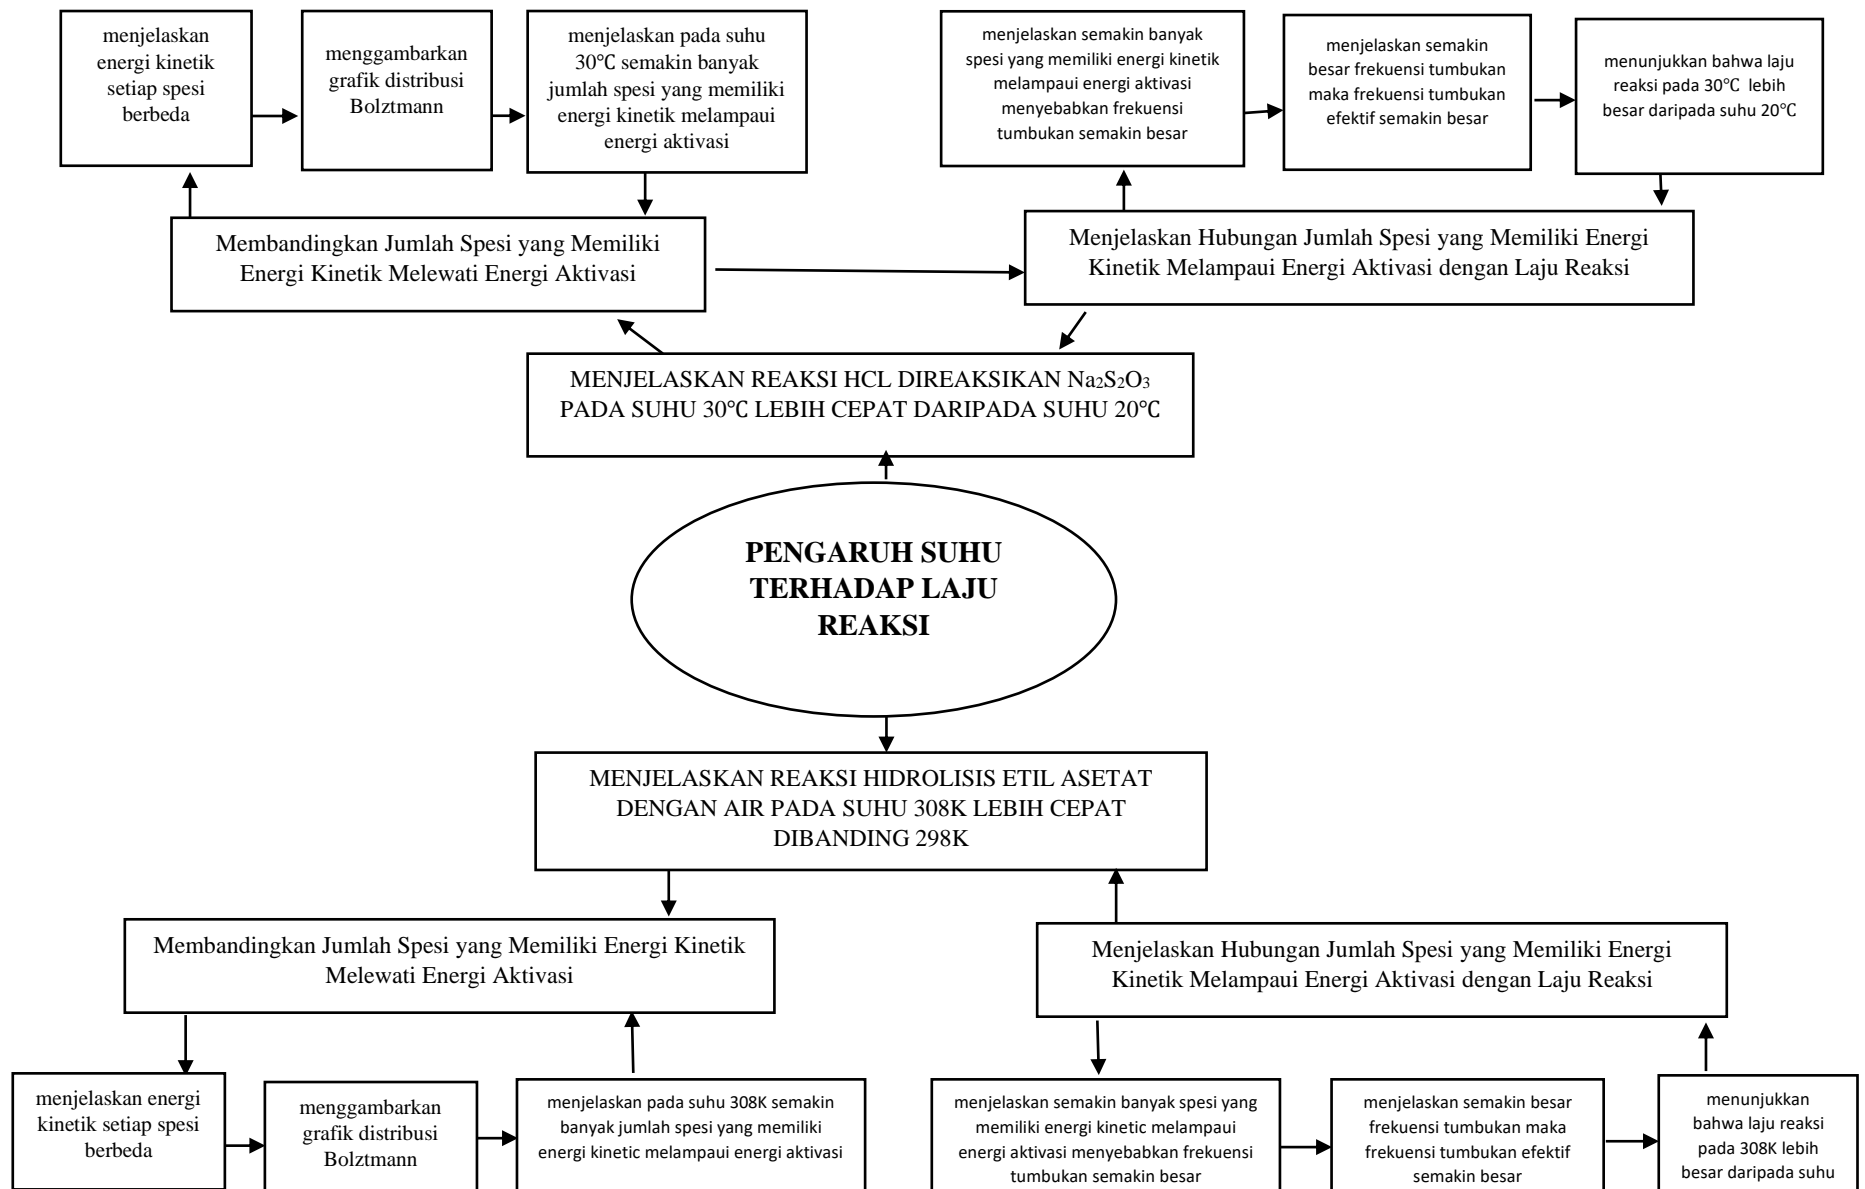 menjelaskan
energi kinetik
setiap spesi
berbeda
menggambarkan
grafik distribusi
Bolztmann
menjelaskan pada suhu
30°C semakin banyak
jumlah spesi yang memiliki
energi kinetik melampaui
energi aktivasi
menjelaskan semakin banyak
spesi yang memiliki energi kinetik
melampaui energi aktivasi
menyebabkan frekuensi
tumbukan semakin besar
menjelaskan semakin
besar frekuensi tumbukan
maka frekuensi tumbukan
efektif semakin besar
menunjukkan bahwa laju
reaksi pada 30°C lebih
besar daripada suhu 20°C
Membandingkan Jumlah Spesi yang Memiliki
Energi Kinetik Melewati Energi Aktivasi
Menjelaskan Hubungan Jumlah Spesi yang Memiliki Energi
Kinetik Melampaui Energi Aktivasi dengan Laju Reaksi
MENJELASKAN REAKSI HCL DIREAKSIKAN Na₂S₂O₃
PADA SUHU 30°C LEBIH CEPAT DARIPADA SUHU 20°C
PENGARUH SUHU
TERHADAP LAJU
REAKSI
MENJELASKAN REAKSI HIDROLISIS ETIL ASETAT
DENGAN AIR PADA SUHU 308K LEBIH CEPAT
DIBANDING 298K
Membandingkan Jumlah Spesi yang Memiliki Energi Kinetik
Melewati Energi Aktivasi
Menjelaskan Hubungan Jumlah Spesi yang Memiliki Energi
Kinetik Melampaui Energi Aktivasi dengan Laju Reaksi
menjelaskan energi
kinetik setiap spesi
berbeda
menggambarkan
grafik distribusi
Bolztmann
menjelaskan pada suhu 308K semakin
banyak jumlah spesi yang memiliki
energi kinetic melampaui energi aktivasi
menjelaskan semakin banyak spesi yang
memiliki energi kinetic melampaui
energi aktivasi menyebabkan frekuensi
tumbukan semakin besar
menjelaskan semakin besar
frekuensi tumbukan maka
frekuensi tumbukan efektif
semakin besar
menunjukkan
bahwa laju reaksi
pada 308K lebih
besar daripada suhu